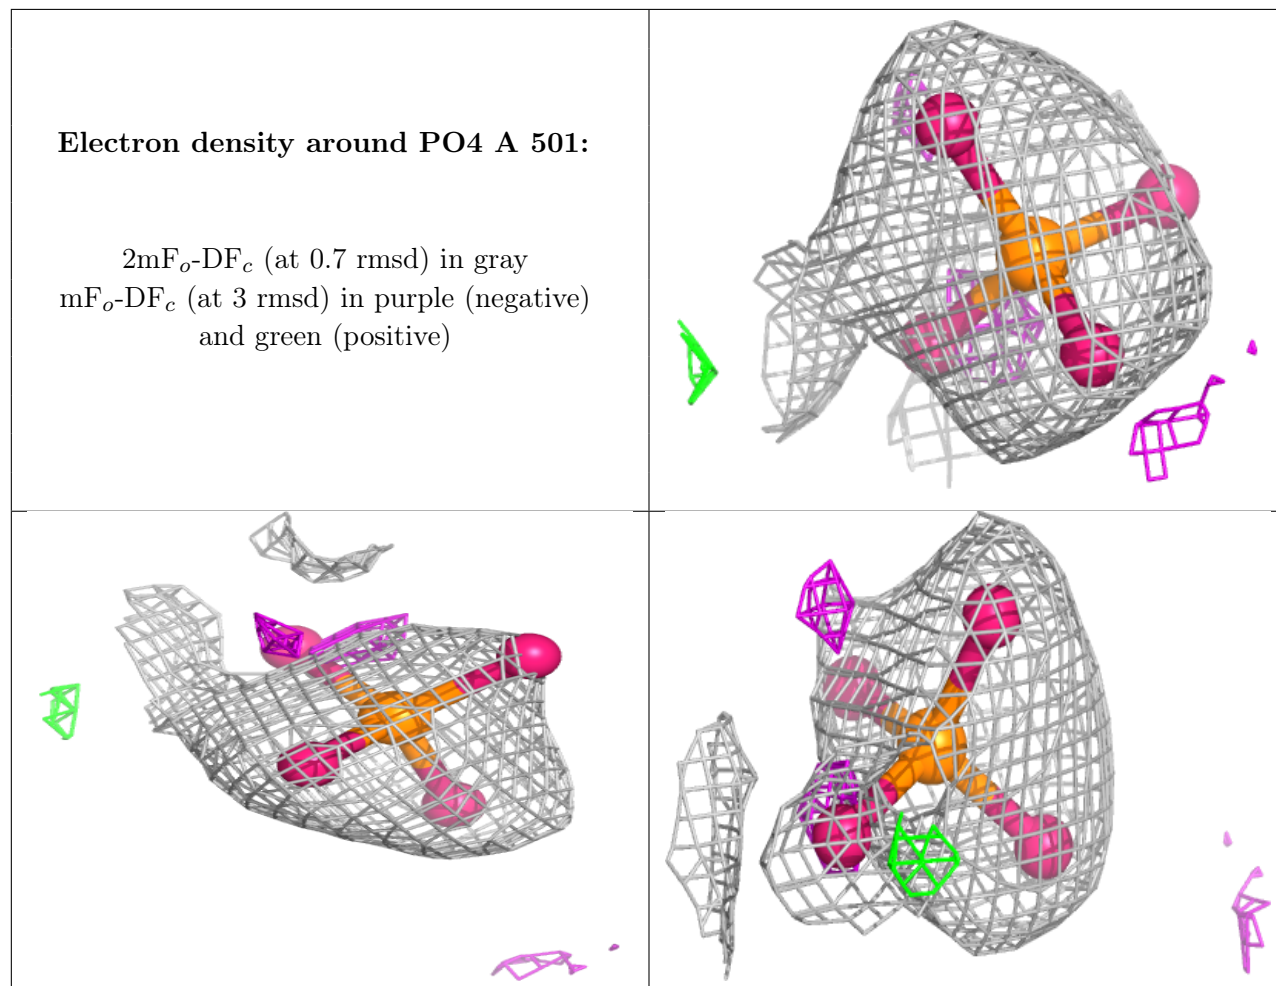 Electron density around PO4 A 501:
2mFo-DFc (at 0.7 rmsd) in gray
mFo-DFc (at 3 rmsd) in purple (negative)
and green (positive)